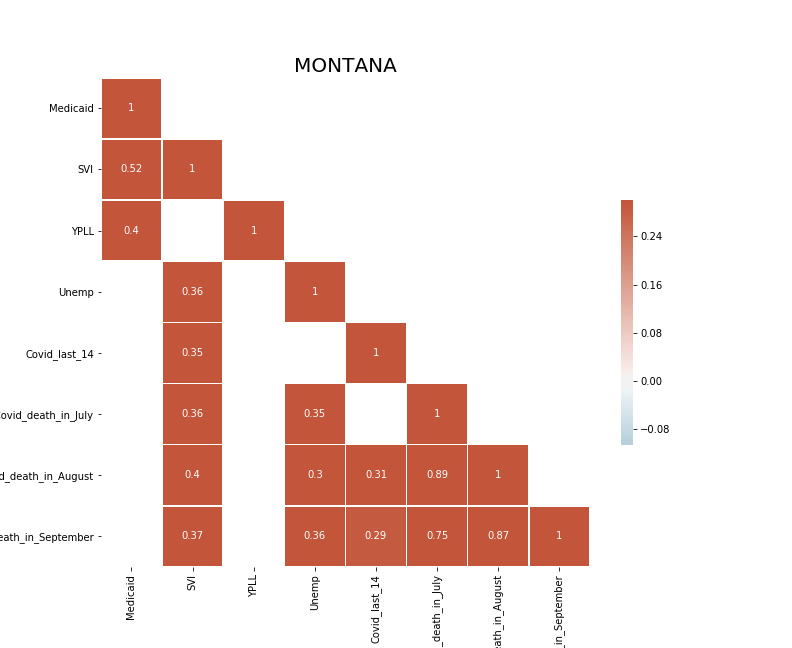 MONTANA
Medicaid
1
SVI
0.52 1
YPLL
0.4 1
Unemp
0.36 1
Covid_last_14
0.35 1
ovid_death_in_July
0.36 0.35 1
d_death_in_August
0.4 0.3 0.31 0.89 1
eath_in_September
0.37 0.36 0.29 0.75 0.87 1
0.24
0.16
0.08
0.00
−0.08
Medicaid
SVI
YPLL
Unemp
Covid_last_14
_death_in_July
eath_in_August
_in_September